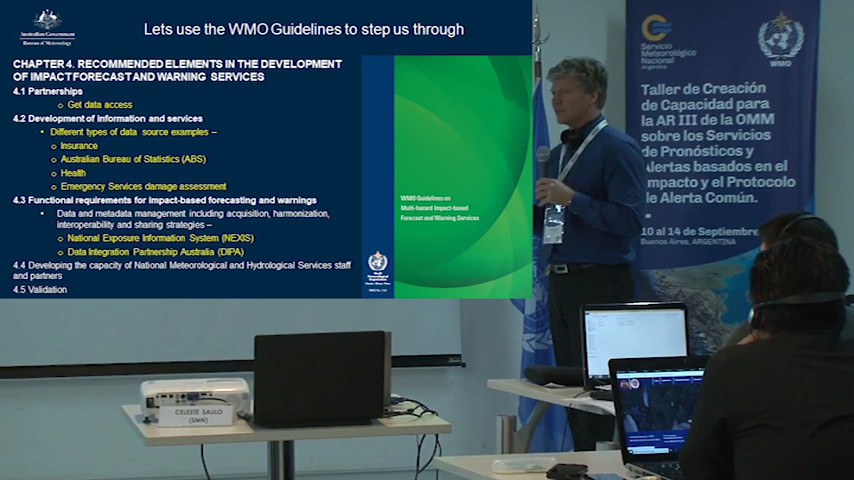 Australian Government
Bureau of Meteorology
Lets use the WMO Guidelines to step us through
CHAPTER 4. RECOMMENDED ELEMENTS IN THE DEVELOPMENT
OF IMPACT FORECAST AND WARNING SERVICES
4.1 Partnerships
o Get data access
4.2 Development of information and services
• Different types of data source examples –
o Insurance
o Australian Bureau of Statistics (ABS)
o Health
o Emergency Services damage assessment
4.3 Functional requirements for impact-based forecasting and warnings
• Data and metadata management including acquisition, harmonization,
interoperability and sharing strategies –
o National Exposure Information System (NEXIS)
o Data Integration Partnership Australia (DIPA)
4.4 Developing the capacity of National Meteorological and Hydrological Services staff
and partners
4.5 Validation
WMO Guidelines on
Multi-hazard Impact-based
Forecast and Warning Services
Servicio
Meteorológico
Nacional
Argentina
WMO
Taller de Creación
de Capacidad para
la AR III de la OMM
sobre los Servicios
de Pronósticos y
Alertas basados en el
Impacto y el Protocolo
de Alerta Común.
10 al 14 de Septiembre
Buenos Aires, ARGENTINA
CELESTE SAULO
(SMN)